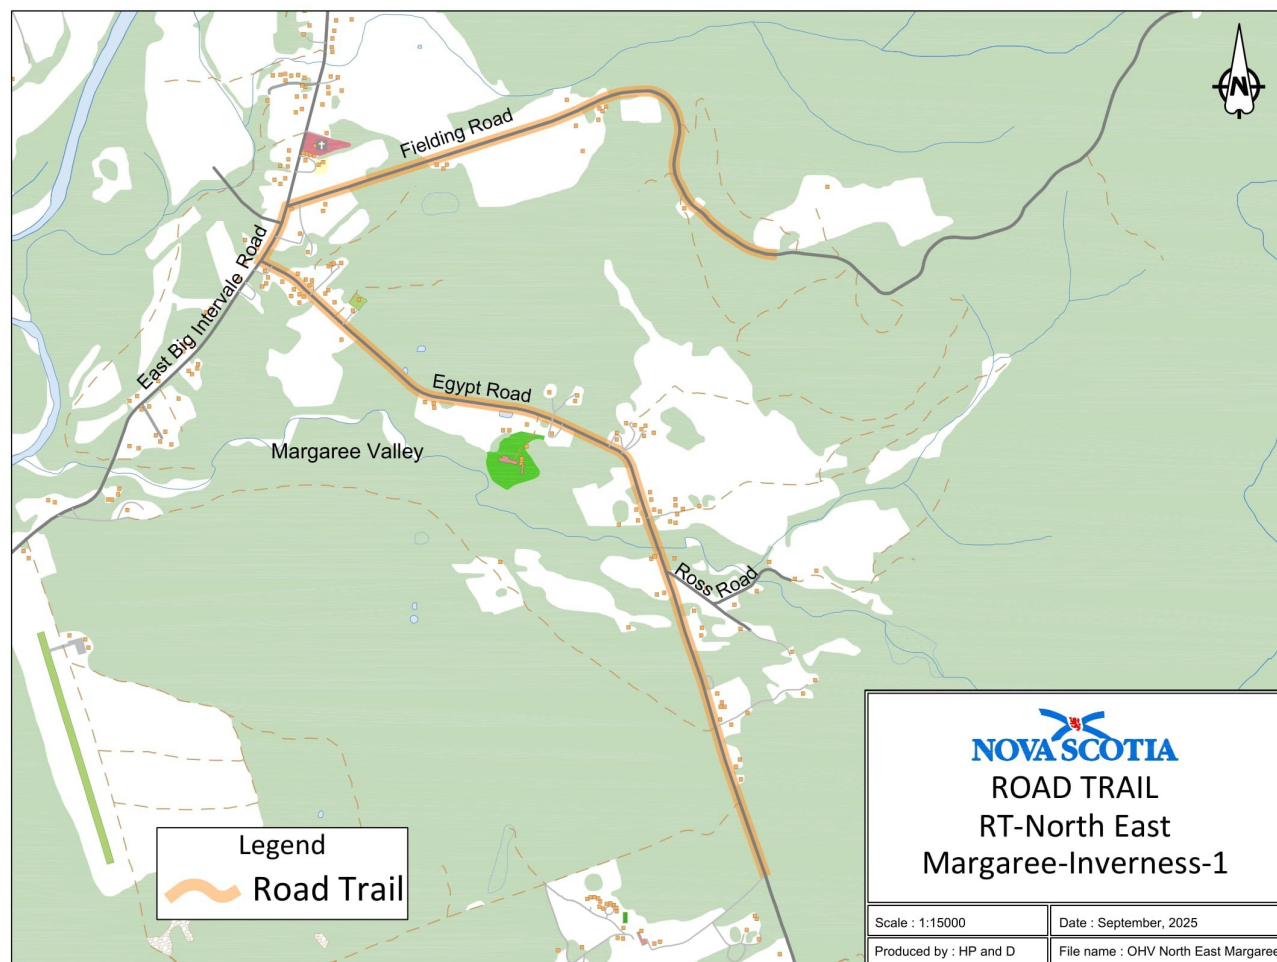 N
Fielding Road
East Big Intervale Road
Egypt Road
Margaree Valley
Ross Road
Legend
Road Trail
NOVA SCOTIA
ROAD TRAIL
RT-North East
Margaree-Inverness-1
Scale : 1:15000
Date : September, 2025
Produced by : HP and D
File name : OHV North East Margaree